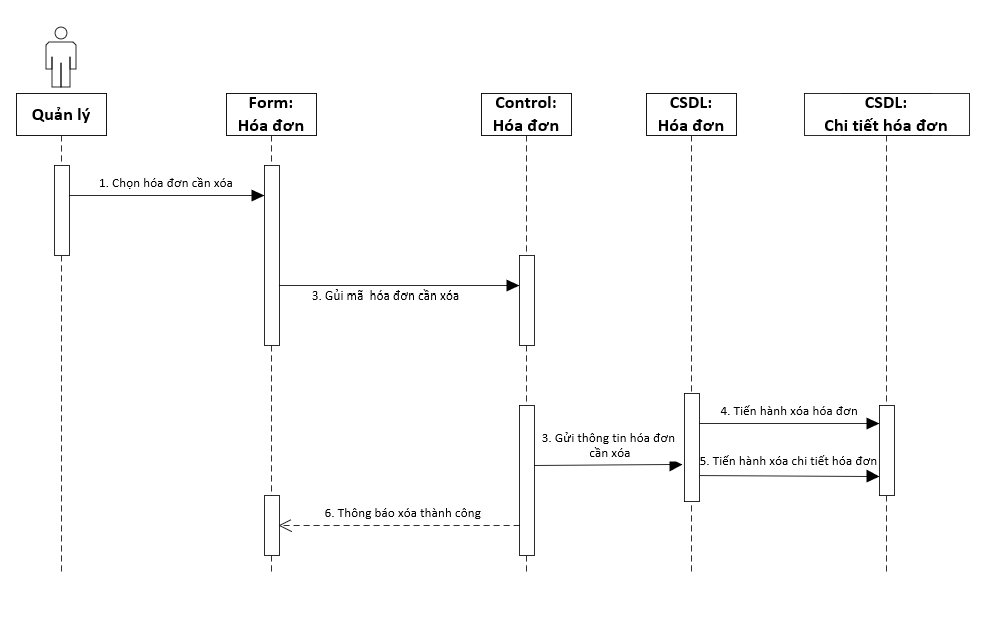 Quản lý
Form:
Hóa đơn
Control:
Hóa đơn
CSDL:
Hóa đơn
CSDL:
Chi tiết hóa đơn
1. Chọn hóa đơn cần xóa
3. Gủi mã  hóa đơn cần xóa
4. Tiến hành xóa hóa đơn
3. Gửi thông tin hóa đơn
cần xóa
5. Tiến hành xóa chi tiết hóa đơn
6. Thông báo xóa thành công